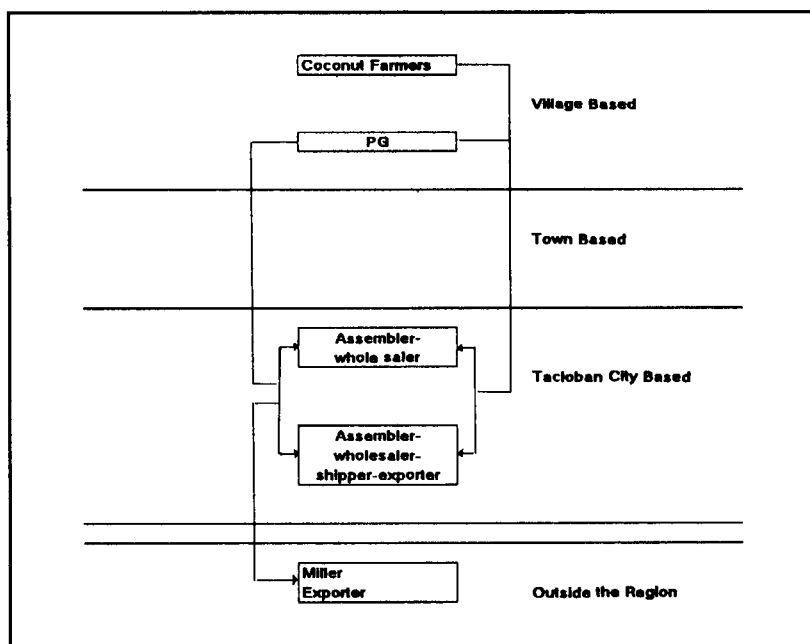 Coconut Farmers
Village Based
PG
Town Based
Assembler-
whole saler
Tacloban City Based
Assembler-
wholesaler-
shipper-exporter
Miller
Exporter
Outside the Region